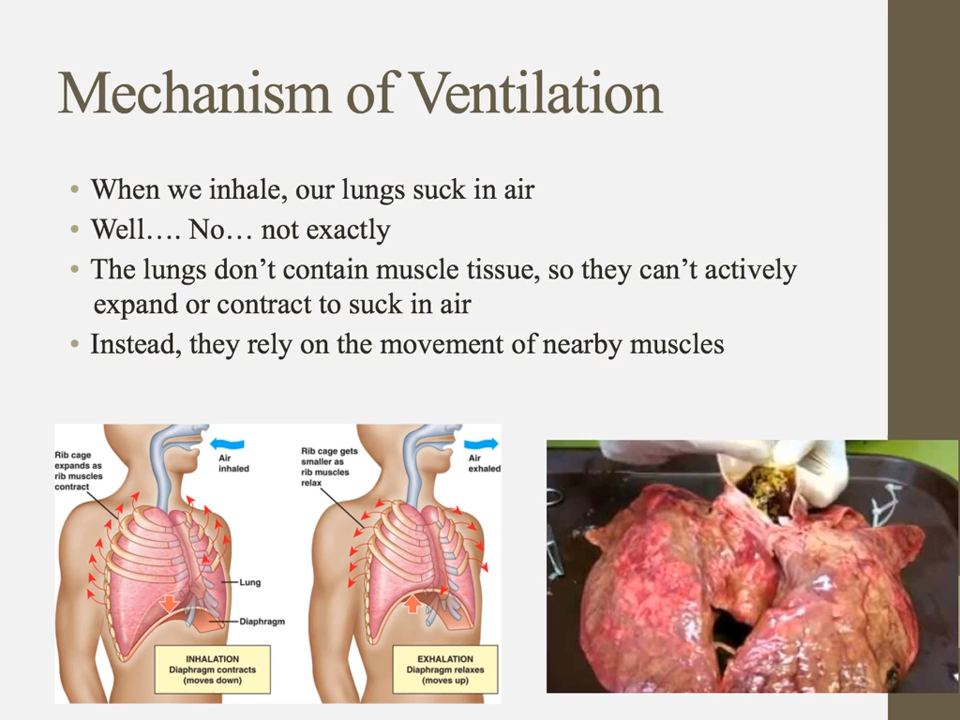 Mechanism of Ventilation
• When we inhale, our lungs suck in air
• Well…. No… not exactly
• The lungs don’t contain muscle tissue, so they can’t actively
expand or contract to suck in air
• Instead, they rely on the movement of nearby muscles
Rib cage
expands as
rib muscles
contract
Air
inhaled
Lung
Diaphragm
INHALATION
Diaphragm contracts
(moves down)
Rib cage gets
smaller as
rib muscles
relax
Air
exhaled
EXHALATION
Diaphragm relaxes
(moves up)